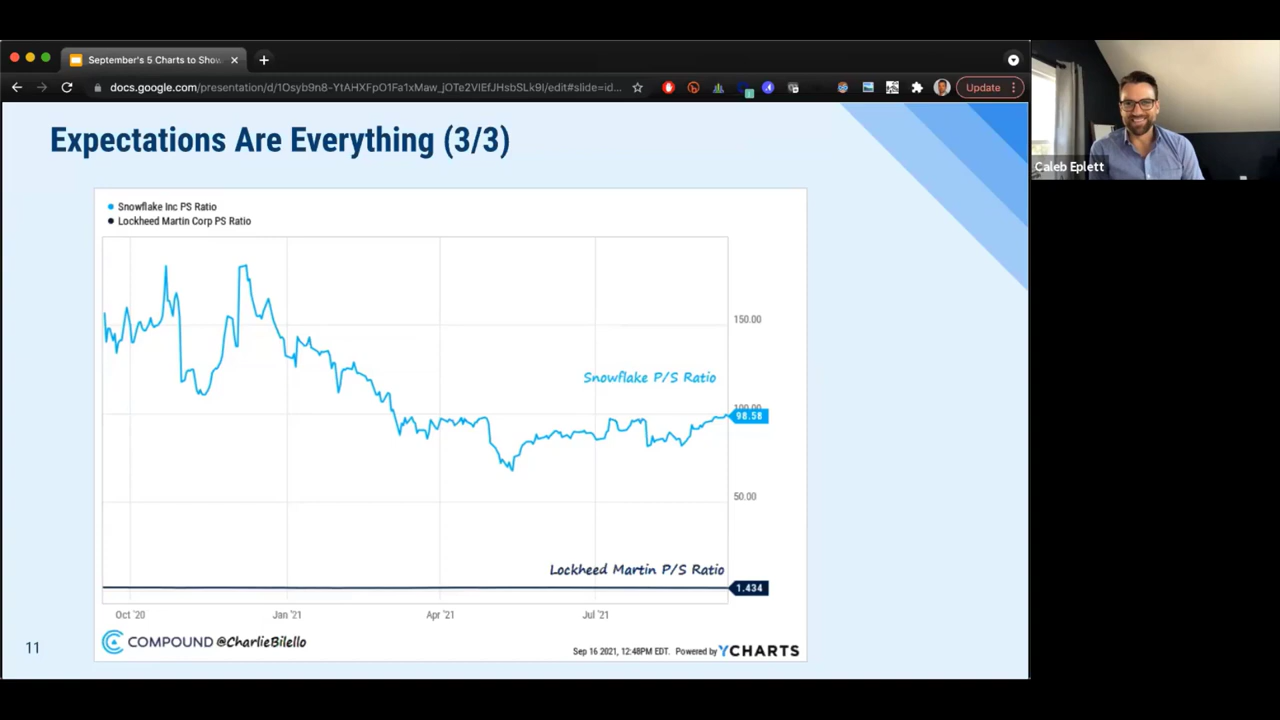 September's 5 Charts to Show
docs.google.com/presentation/d/1Osyb9n8-YtAHXFpO1Fa1xMaw_jOTe2VIEfJHsbSLk9I/edit#slide=id...
Update
Expectations Are Everything (3/3)
Caleb Eplett
Snowflake Inc PS Ratio
Lockheed Martin Corp PS Ratio
150.00
Snowflake P/S Ratio
100.00
98.58
50.00
Lockheed Martin P/S Ratio
1.434
Oct '20 Jan '21 Apr '21 Jul '21
COMPOUND @CharlieBilello
11
Sep 16 2021, 12:48PM EDT. Powered by YCHARTS